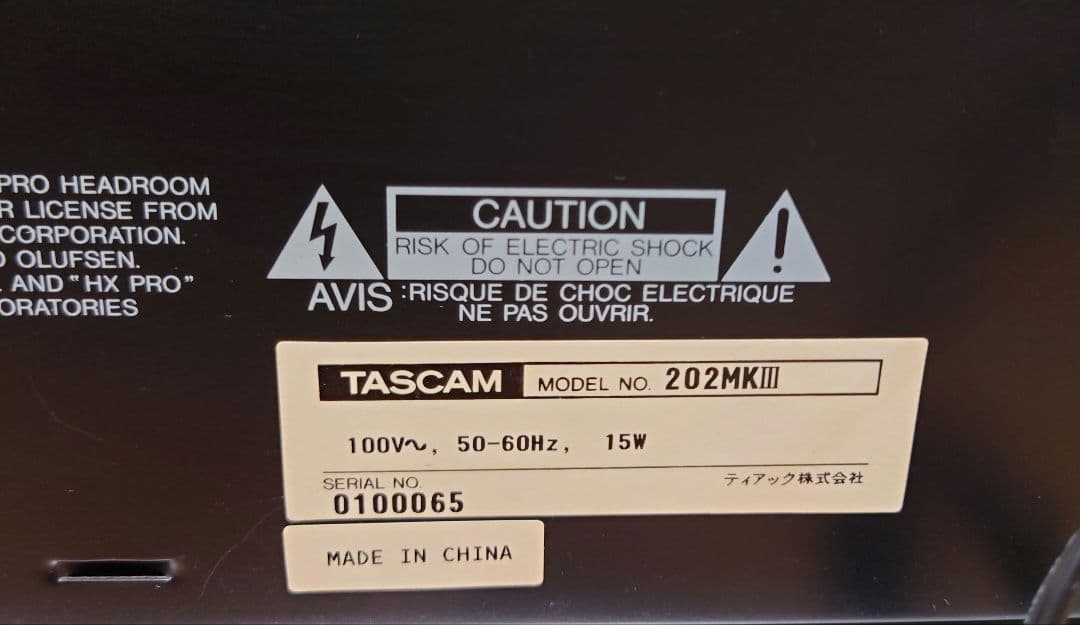 PRO HEADROOM
R LICENSE FROM
CORPORATION.
OLUFSEN.
AND "HX PRO"
ORATORIES
CAUTION
RISK OF ELECTRIC SHOCK
DO NOT OPEN
AVIS:RISQUE DE CHOC ELECTRIQUE
NE PAS OUVRIR.
TASCAM MODEL NO. 202MKIII
100V～, 50-60Hz, 15W
SERIAL NO.
0100065
ティアック株式会社
MADE IN CHINA